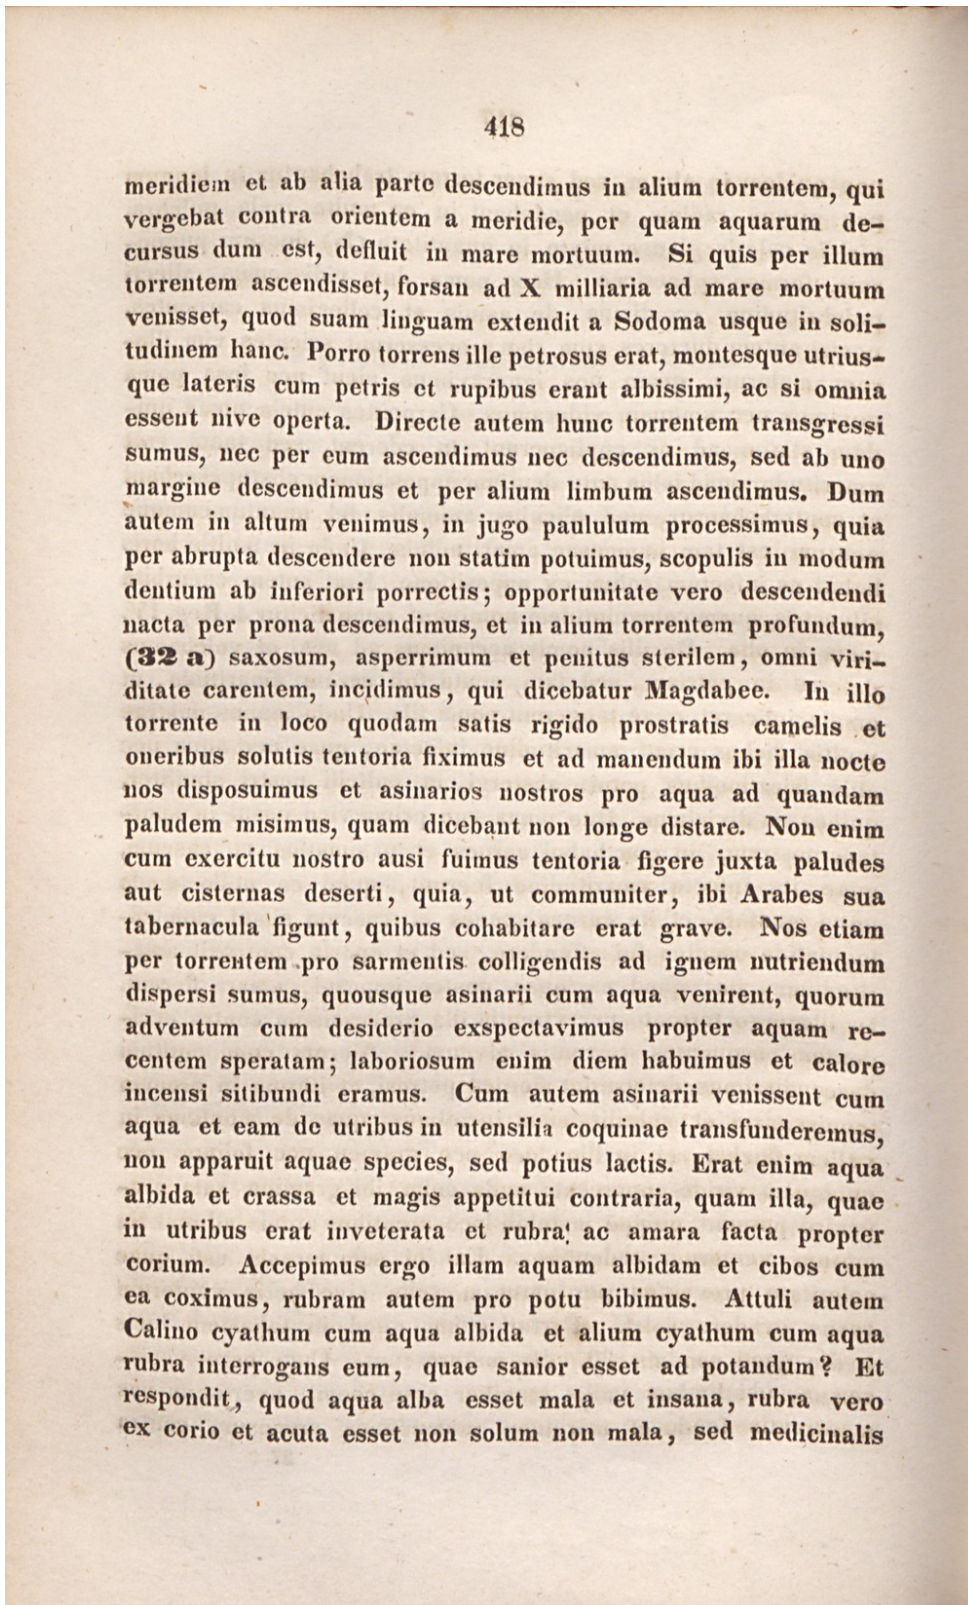 418
meridiem et ab alia parte descendimus in alium torrentem, qui
vergebat contra orientem a meridie, per quam aquarum de-
cursus dum est, defluit in mare mortuum. Si quis per illum
torrentem ascendisset, forsan ad X milliaria ad mare mortuum
venisset, quod suam linguam extendit a Sodoma usque in soli-
tudinem hanc. Porro torrens ille petrosus erat, montesque utrius-
que lateris cum petris et rupibus erant albissimi, ac si omnia
essent nive operta. Directe autem hunc torrentem transgressi
sumus, nec per eum ascendimus nec descendimus, sed ab uno
margine descendimus et per alium limbum ascendimus. Dum
autem in altum venimus, in jugo paululum processimus, quia
per abrupta descendere non statim potuimus, scopulis in modum
dentium ab inferiori porrectis; opportunitate vero descendendi
nacta per prona descendimus, et in alium torrentem profundum,
(32 a) saxosum, asperrimum et penitus sterilem, omni viri-
ditate carentem, incidimus, qui dicebatur Magdabee. In illo
torrente in loco quodam satis rigido prostratis camelis et
oneribus solutis tentoria fiximus et ad manendum ibi illa nocte
nos disposuimus et asinarios nostros pro aqua ad quandam
paludem misimus, quam dicebant non longe distare. Non enim
cum exercitu nostro ausi fuimus tentoria figere juxta paludes
aut cisternas deserti, quia, ut communiter, ibi Arabes sua
tabernacula figunt, quibus cohabitare erat grave. Nos etiam
per torrentem pro sarmentis colligendis ad ignem nutriendum
dispersi sumus, quousque asinarii cum aqua venirent, quorum
adventum cum desiderio exspectavimus propter aquam re-
centem speratam; laboriosum enim diem habuimus et calore
incensi sitibundi eramus. Cum autem asinarii venissent cum
aqua et eam de utribus in utensilia coquinae transfunderemus,
non apparuit aquae species, sed potius lactis. Erat enim aqua
albida et crassa et magis appetitui contraria, quam illa, quae
in utribus erat inveterata et rubra ac amara facta propter
corium. Accepimus ergo illam aquam albidam et cibos cum
ea coximus, rubram autem pro potu bibimus. Attuli autem
Calino cyathum cum aqua albida et alium cyathum cum aqua
rubra interrogans eum, quae sanior esset ad potandum? Et
respondit, quod aqua alba esset mala et insana, rubra vero
ex corio et acuta esset non solum non mala, sed medicinalis